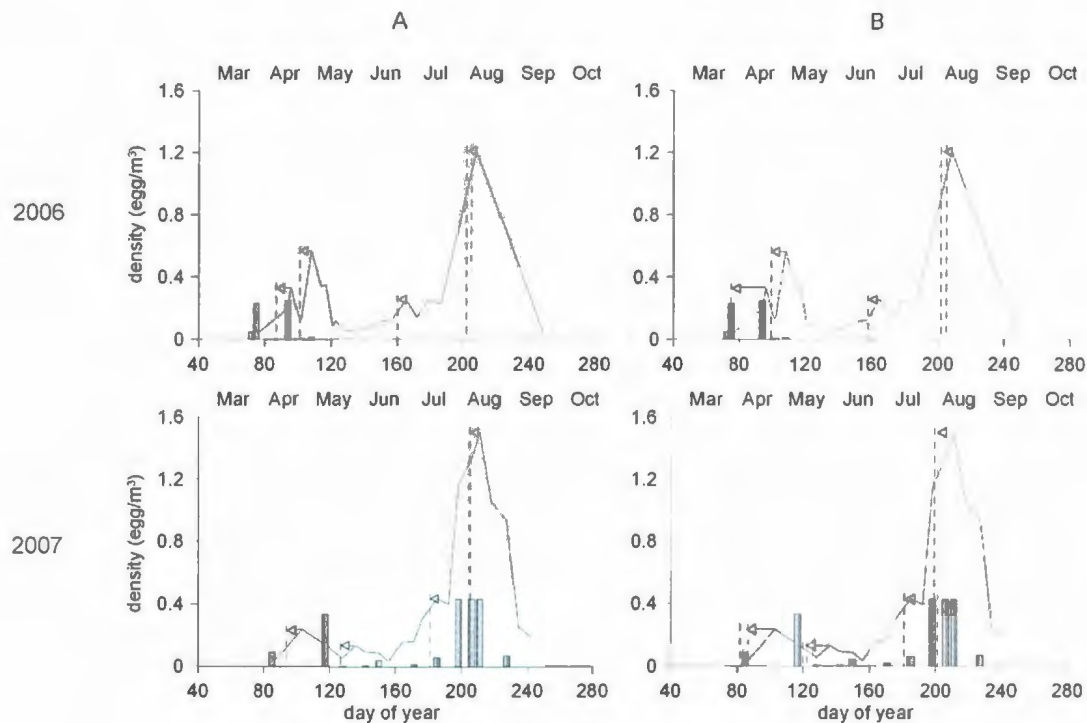 A B
Mar Apr May Jun Jul Aug Sep Oct Mar Apr May Jun Jul Aug Sep Oct
1.6 1.6
1.2 1.2
2006 density (egg/m³) 0.8 0.8
0.4 0.4
0 0
40 80 120 160 200 240 280 40 80 120 160 200 240 280
Mar Apr May Jun Jul Aug Sep Oct Mar Apr May Jun Jul Aug Sep Oct
1.6 1.6
1.2 1.2
2007 density (egg/m³) 0.8 0.8
0.4 0.4
0 0
40 80 120 160 200 240 280 40 80 120 160 200 240 280
day of year day of year